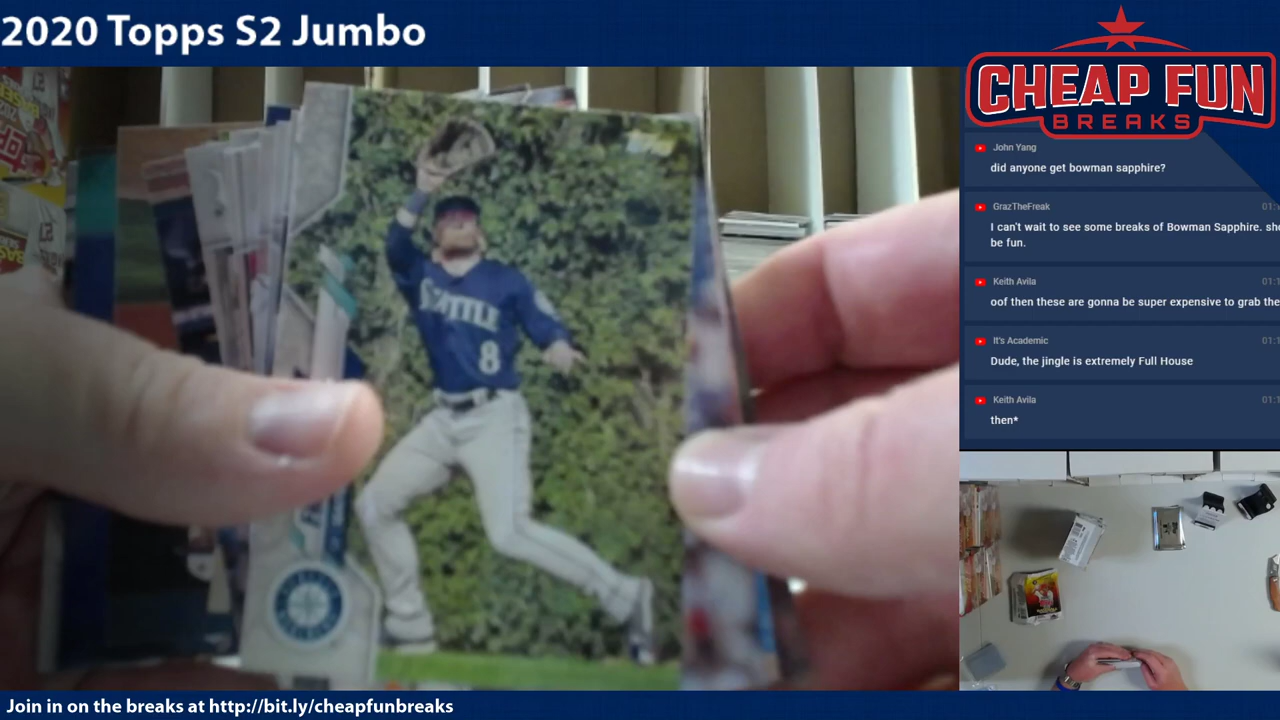 2020 Topps S2 Jumbo
CHEAP FUN
BREAKS
John Yang
did anyone get bowman sapphire?
GrazTheFreak
I can't wait to see some breaks of Bowman Sapphire.
be fun.
Keith Avila
oof then these are gonna be super expensive to grab
It's Academic
Dude, the jingle is extremely Full House
Keith Avila
then*
SEATTLE
8
Join in on the breaks at http://bit.ly/cheapfunbreaks